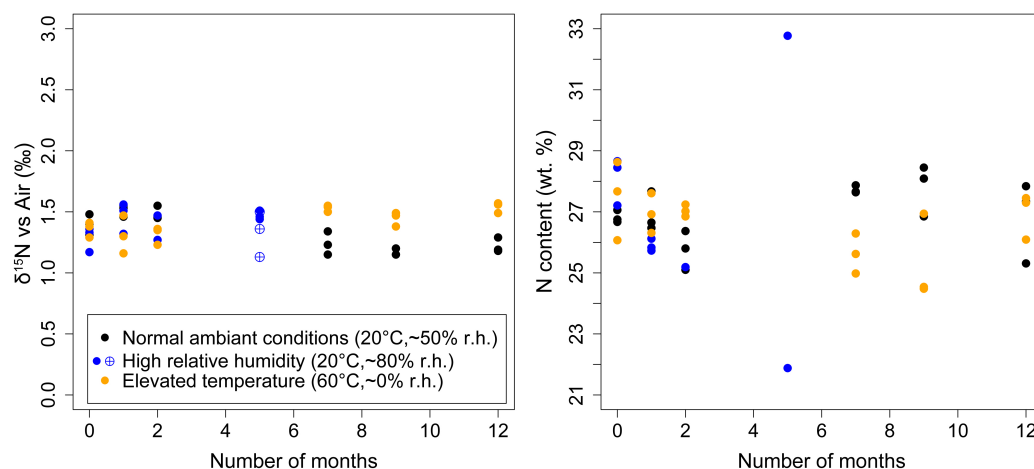 3.0
2.5
2.0
1.5
1.0
0.5
0.0
δ¹⁵N vs Air (‰)
Normal ambiant conditions (20°C,~50% r.h.)
High relative humidity (20°C,~80% r.h.)
Elevated temperature (60°C,~0% r.h.)
0 2 4 6 8 10 12
Number of months
33
31
29
27
25
23
21
N content (wt. %)
0 2 4 6 8 10 12
Number of months